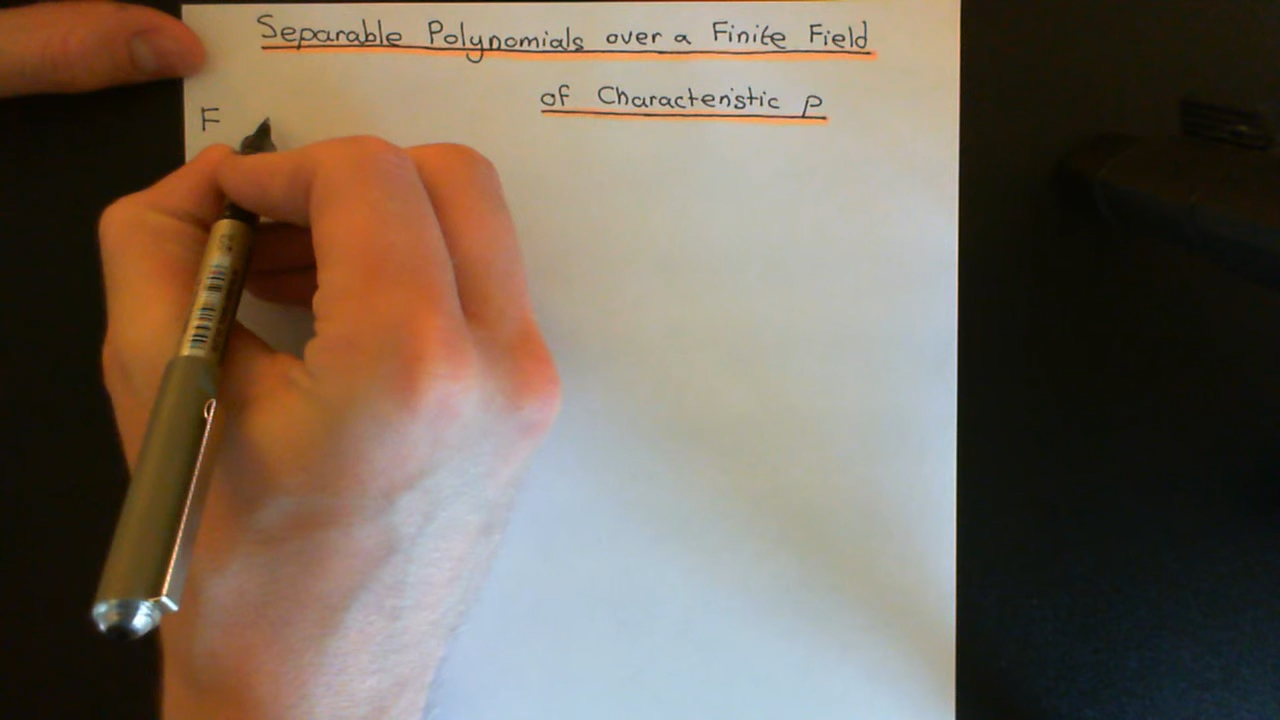 Separable Polynomials over a Finite Field
of Characteristic p
F